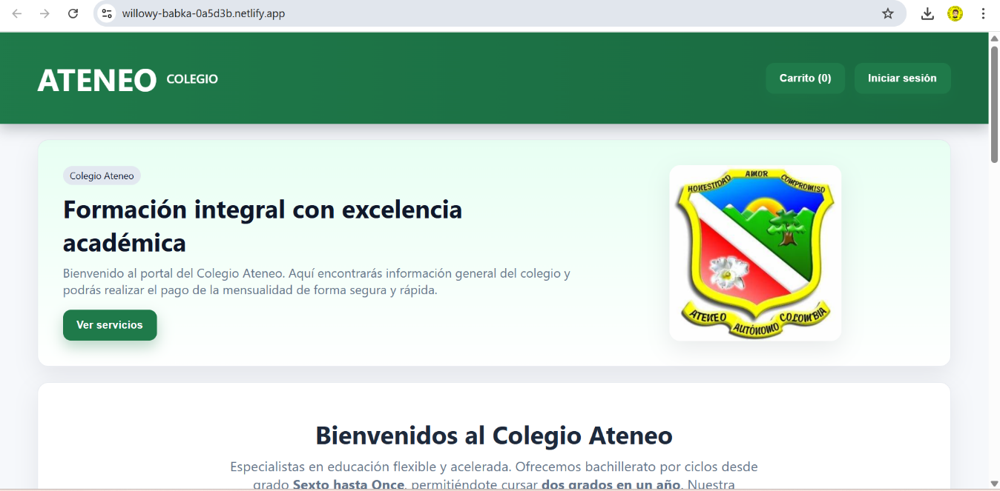 willowy-babka-0a5d3b.netlify.app
ATENEO COLEGIO
Carrito (0)
Iniciar sesión
Colegio Ateneo
Formación integral con excelencia
académica
Bienvenido al portal del Colegio Ateneo. Aquí encontrarás información general del colegio y
podrás realizar el pago de la mensualidad de forma segura y rápida.
Ver servicios
HONESTIDAD AMOR COMPROMISO
ATENEO AUTÓNOMO COLOMBIA
Bienvenidos al Colegio Ateneo
Especialistas en educación flexible y acelerada. Ofrecemos bachillerato por ciclos desde
grado Sexto hasta Once, permitiéndote cursar dos grados en un año. Nuestra